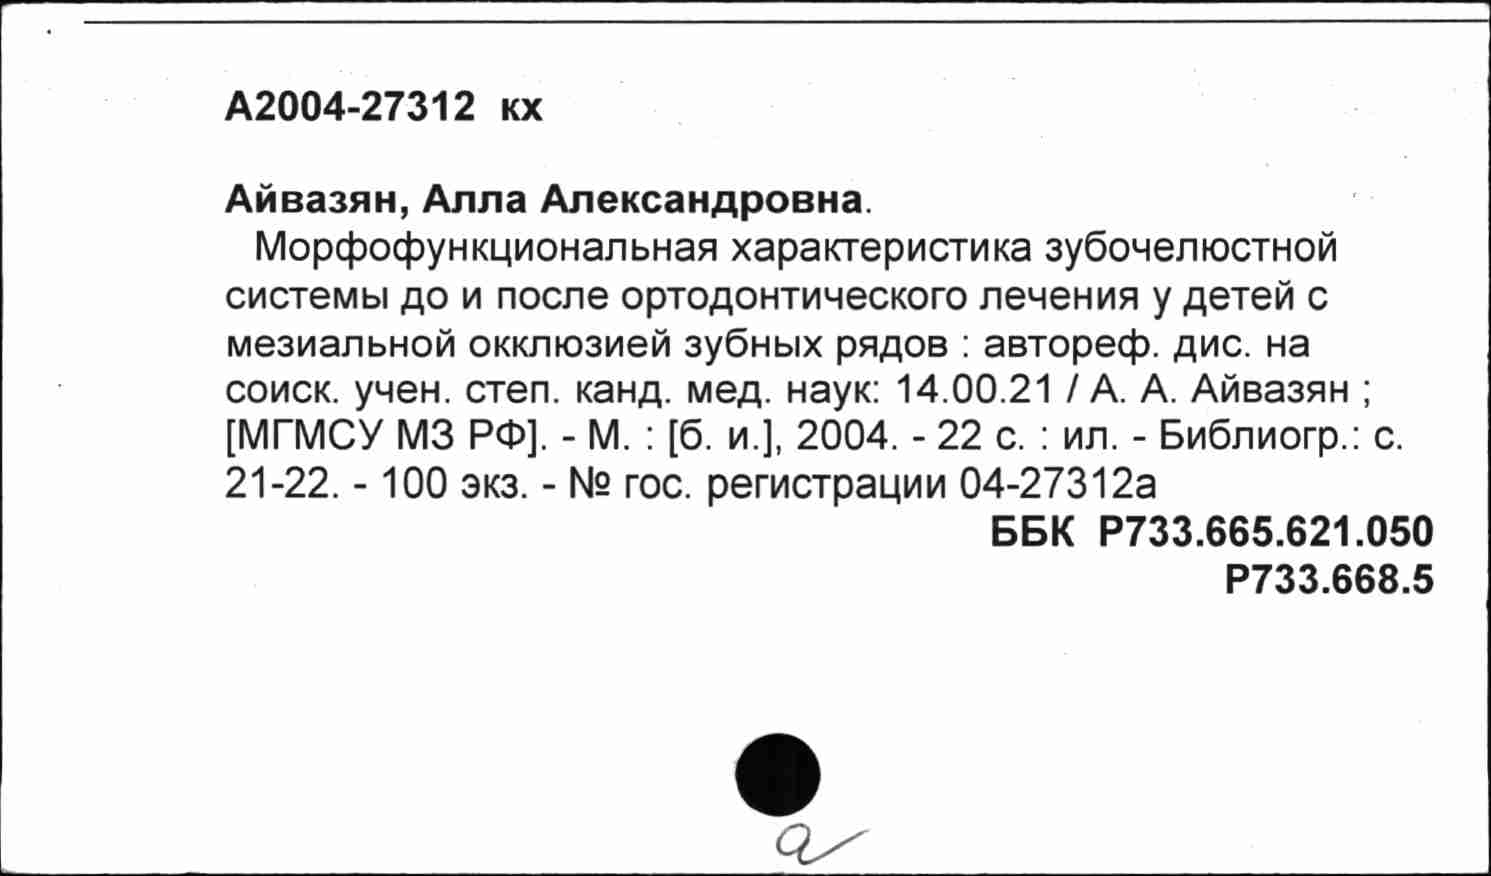 А2004-27312 кх
Айвазян, Алла Александровна.
Морфофункциональная характеристика зубочелюстной
системы до и после ортодонтического лечения у детей с
мезиальной окклюзией зубных рядов : автореф. дис. на
соиск. учен. степ. канд. мед. наук: 14.00.21 / А. А. Айвазян ;
[МГМСУ МЗ РФ]. - М. : [б. и.], 2004. - 22 с. : ил. - Библиогр.: с.
21-22. - 100 экз. - № гос. регистрации 04-27312а
ББК Р733.665.621.050
Р733.668.5
а